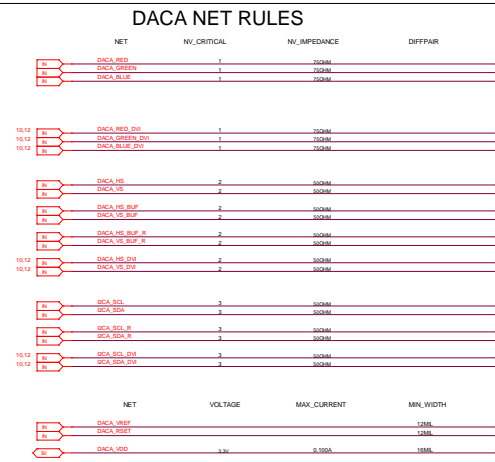 DACA NET RULES
NET NV_CRITICAL NV_IMPEDANCE DIFFPAIR
IN DACA_RED 1 75OHM
IN DACA_GREEN 1 75OHM
IN DACA_BLUE 1 75OHM
10,12 IN DACA_RED_DVI 1 75OHM
10,12 IN DACA_GREEN_DVI 1 75OHM
10,12 IN DACA_BLUE_DVI 1 75OHM
IN DACA_HS 2 50OHM
IN DACA_VS 2 50OHM
IN DACA_HS_BUF 2 50OHM
IN DACA_VS_BUF 2 50OHM
IN DACA_HS_BUF_R 2 50OHM
IN DACA_VS_BUF_R 2 50OHM
10,12 IN DACA_HS_DVI 2 50OHM
10,12 IN DACA_VS_DVI 2 50OHM
IN I2CA_SCL 3 50OHM
IN I2CA_SDA 3 50OHM
IN I2CA_SCL_R 3 50OHM
IN I2CA_SDA_R 3 50OHM
10,12 IN I2CA_SCL_DVI 3 50OHM
10,12 IN I2CA_SDA_DVI 3 50OHM
NET VOLTAGE MAX_CURRENT MIN_WIDTH
IN DACA_VREF 12MIL
IN DACA_RSET 12MIL
BI DACA_VDD 3.3V 0.100A 16MIL